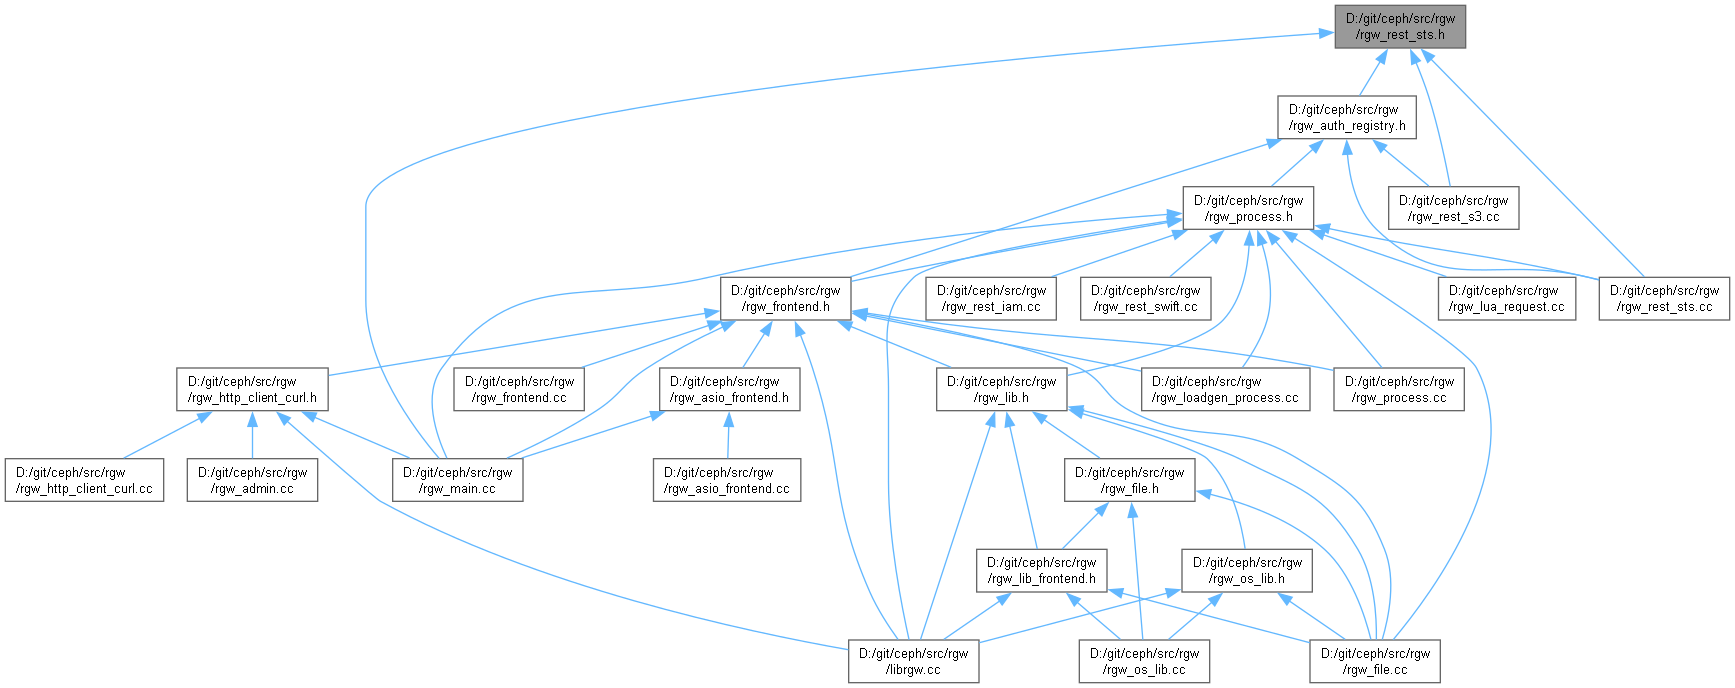 D:/git/ceph/src/rgw
/rgw_rest_sts.h
D:/git/ceph/src/rgw
/rgw_auth_registry.h
D:/git/ceph/src/rgw
/rgw_process.h
D:/git/ceph/src/rgw
/rgw_rest_s3.cc
D:/git/ceph/src/rgw
/rgw_frontend.h
D:/git/ceph/src/rgw
/rgw_rest_iam.cc
D:/git/ceph/src/rgw
/rgw_rest_swift.cc
D:/git/ceph/src/rgw
/rgw_lua_request.cc
D:/git/ceph/src/rgw
/rgw_rest_sts.cc
D:/git/ceph/src/rgw
/rgw_http_client_curl.h
D:/git/ceph/src/rgw
/rgw_frontend.cc
D:/git/ceph/src/rgw
/rgw_asio_frontend.h
D:/git/ceph/src/rgw
/rgw_lib.h
D:/git/ceph/src/rgw
/rgw_loadgen_process.cc
D:/git/ceph/src/rgw
/rgw_process.cc
D:/git/ceph/src/rgw
/rgw_http_client_curl.cc
D:/git/ceph/src/rgw
/rgw_admin.cc
D:/git/ceph/src/rgw
/rgw_main.cc
D:/git/ceph/src/rgw
/rgw_asio_frontend.cc
D:/git/ceph/src/rgw
/rgw_file.h
D:/git/ceph/src/rgw
/rgw_lib_frontend.h
D:/git/ceph/src/rgw
/rgw_os_lib.h
D:/git/ceph/src/rgw
/librgw.cc
D:/git/ceph/src/rgw
/rgw_os_lib.cc
D:/git/ceph/src/rgw
/rgw_file.cc